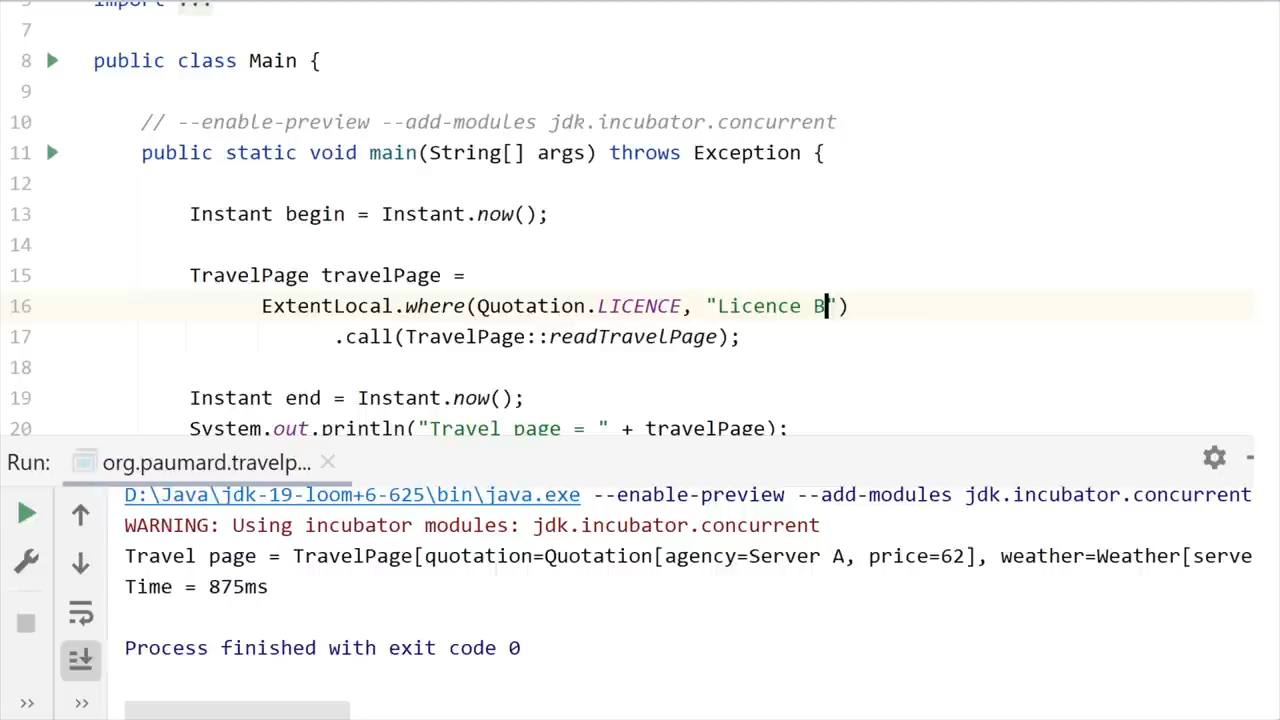 import ...
7
8 public class Main {
9
10 // --enable-preview --add-modules jdk.incubator.concurrent
11 public static void main(String[] args) throws Exception {
12
13 Instant begin = Instant.now();
14
15 TravelPage travelPage =
16 ExtentLocal.where(Quotation.LICENCE, "Licence B")
17 .call(TravelPage::readTravelPage);
18
19 Instant end = Instant.now();
20 System.out.println("Travel page = " + travelPage);
Run: org.paumard.travelp...
D:\Java\jdk-19-loom+6-625\bin\java.exe --enable-preview --add-modules jdk.incubator.concurrent
WARNING: Using incubator modules: jdk.incubator.concurrent
Travel page = TravelPage[quotation=Quotation[agency=Server A, price=62], weather=Weather[serve
Time = 875ms
Process finished with exit code 0